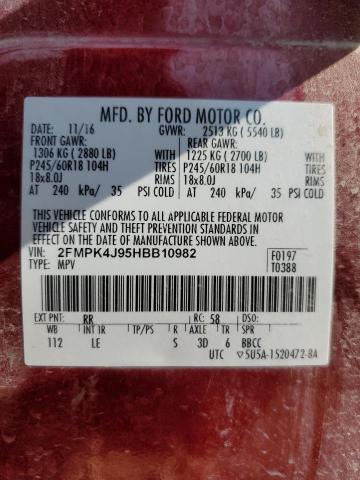 MFD. BY FORD MOTOR CO.
DATE: 11/16 GVWR: 2513 KG ( 5540 LB)
FRONT GAWR: REAR GAWR:
1306 KG ( 2880 LB) WITH 1225 KG ( 2700 LB) WITH
P245/60R18 104H TIRES P245/60R18 104H TIRES
18x8.0J RIMS 18x8.0J RIMS
AT 240 kPa/ 35 PSI COLD AT 240 kPa/ 35 PSI COLD
THIS VEHICLE CONFORMS TO ALL APPLICABLE FEDERAL MOTOR
VEHICLE SAFETY AND THEFT PREVENTION STANDARDS IN
EFFECT ON THE DATE OF MANUFACTURE SHOWN ABOVE.
VIN: 2FMPK4J95HBB10982 F0197
TYPE: MPV T0388
EXT PNT: RR RC: 58 DSO:
WB INT TR TP/PS R AXLE TR SPR
112 LE S 3D 6 BBCC
UTC 5U5A-1520472-BA